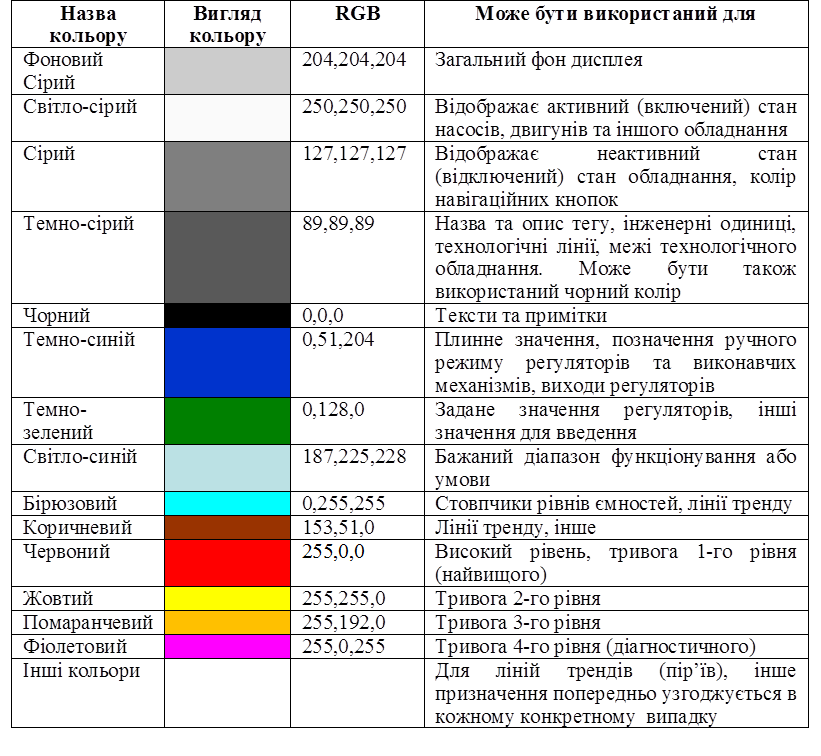 Назва кольору Вигляд кольору RGB Може бути використаний для
Фоновий Сірий 204,204,204 Загальний фон дисплея
Світло-сірий 250,250,250 Відображає активний (включений) стан
насосів, двигунів та іншого обладнання
Сірий 127,127,127 Відображає неактивний стан
(відключений) стан обладнання, колір
навігаційних кнопок
Темно-сірий 89,89,89 Назва та опис тегу, інженерні одиниці,
технологічні лінії, межі технологічного
обладнання. Може бути також
використаний чорний колір
Чорний 0,0,0 Тексти та примітки
Темно-синій 0,51,204 Плинне значення, позначення ручного
режиму регуляторів та виконавчих
механізмів, виходи регуляторів
Темно-
зелений 0,128,0 Задане значення регуляторів, інші
значення для введення
Світло-синій 187,225,228 Бажаний діапазон функціонування або
умови
Бірюзовий 0,255,255 Стовпчики рівнів ємностей, лінії тренду
Коричневий 153,51,0 Лінії тренду, інше
Червоний 255,0,0 Високий рівень, тривога 1-го рівня
(найвищого)
Жовтий 255,255,0 Тривога 2-го рівня
Помаранчевий 255,192,0 Тривога 3-го рівня
Фіолетовий 255,0,255 Тривога 4-го рівня (діагностичного)
Інші кольори Для ліній трендів (пір’їв), інше
призначення попередньо узгоджується в
кожному конкретному випадку